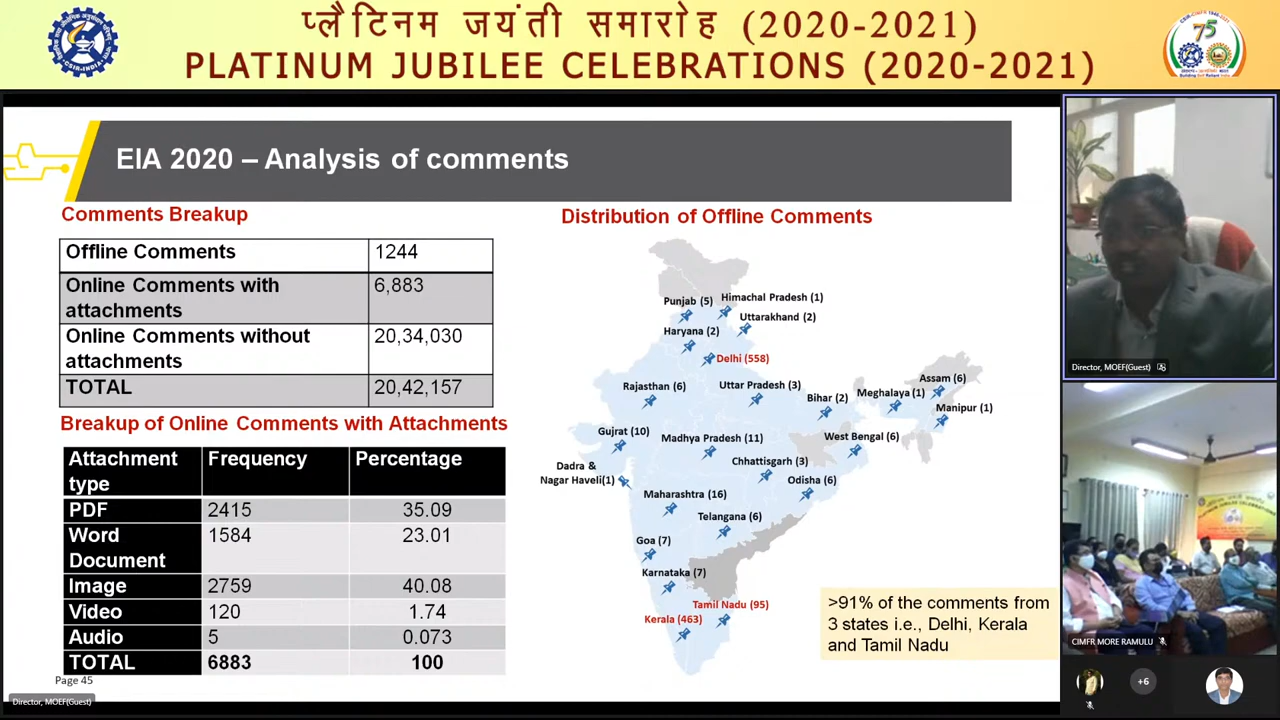 प्लैटिनम जयंती समारोह (2020-2021)
PLATINUM JUBILEE CELEBRATIONS (2020-2021)
75
EIA 2020 – Analysis of comments
Comments Breakup
Offline Comments 1244
Online Comments with
attachments 6,883
Online Comments without
attachments 20,34,030
TOTAL 20,42,157
Breakup of Online Comments with Attachments
Attachment
type Frequency Percentage
PDF 2415 35.09
Word
Document 1584 23.01
Image 2759 40.08
Video 120 1.74
Audio 5 0.073
TOTAL 6883 100
Page 45
Director, MOEF(Guest)
Distribution of Offline Comments
Punjab (5)
Himachal Pradesh (1)
Uttarakhand (2)
Haryana (2)
Delhi (558)
Rajasthan (6)
Uttar Pradesh (3)
Bihar (2)
Meghalaya (1)
Assam (6)
Manipur (1)
Gujrat (10)
Madhya Pradesh (11)
West Bengal (6)
Dadra &
Nagar Haveli(1)
Chhattisgarh (3)
Odisha (6)
Maharashtra (16)
Telangana (6)
Goa (7)
Karnataka (7)
Tamil Nadu (95)
Kerala (463)
>91% of the comments from
3 states i.e., Delhi, Kerala
and Tamil Nadu
Director, MOEF(Guest)
PLATINUM JUBILEE CELEBRATIONS
CIMFR MORE RAMULU
+6